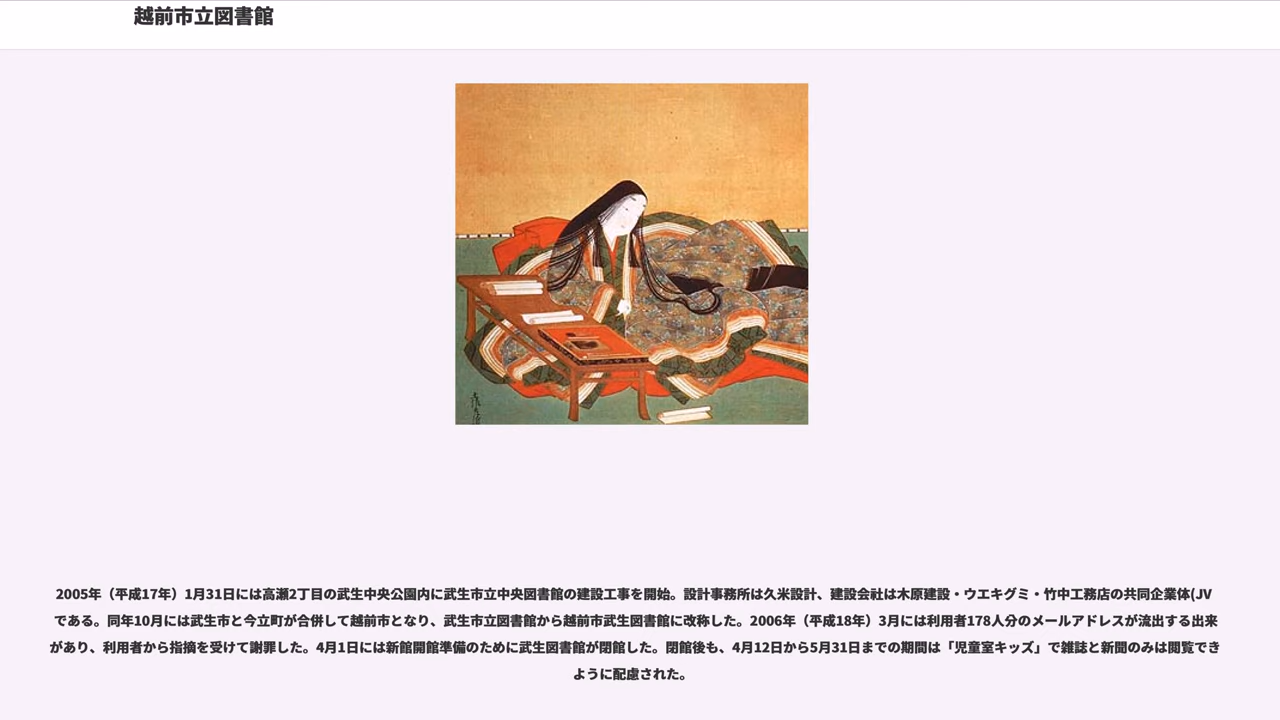 越前市立図書館
2005年（平成17年）1月31日には高瀬2丁目の武生中央公園内に武生市立中央図書館の建設工事を開始。設計事務所は久米設計、建設会社は木原建設・ウエキグミ・竹中工務店の共同企業体(JV
である。同年10月には武生市と今立町が合併して越前市となり、武生市立図書館から越前市武生図書館に改称した。2006年（平成18年）3月には利用者178人分のメールアドレスが流出する出来
があり、利用者から指摘を受けて謝罪した。4月1日には新館開館準備のために武生図書館が閉館した。閉館後も、4月12日から5月31日までの期間は「児童室キッズ」で雑誌と新聞のみは閲覧でき
ように配慮された。